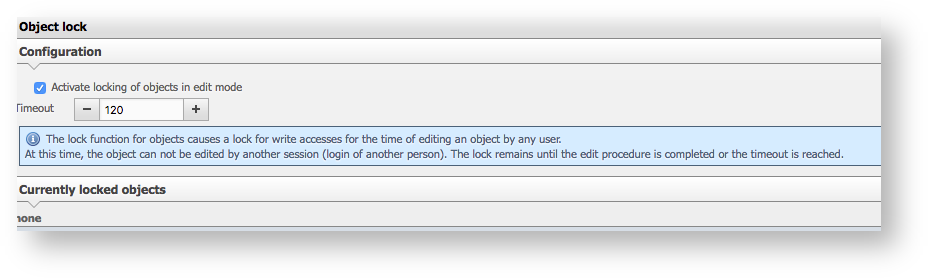 Object lock
Configuration
Activate locking of objects in edit mode
Timeout
− 120 +
The lock function for objects causes a lock for write accesses for the time of editing an object by any user.
At this time, the object can not be edited by another session (login of another person). The lock remains until the edit procedure is completed or the timeout is reached.
Currently locked objects
none